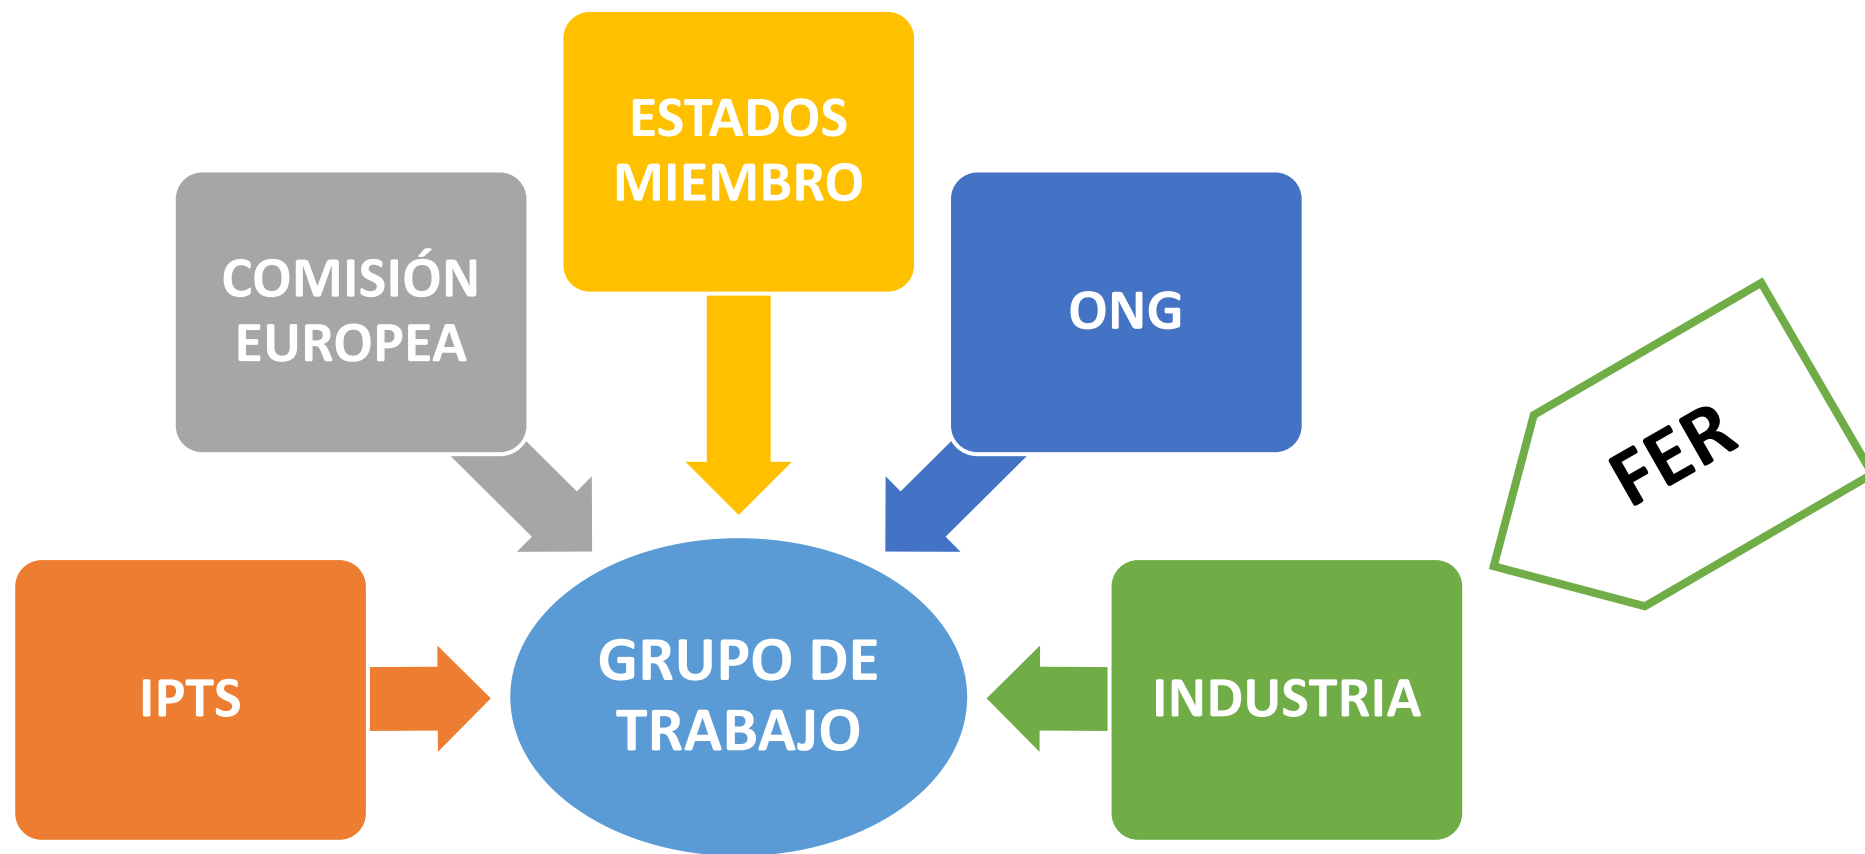 ESTADOS
MIEMBRO
COMISIÓN
EUROPEA
ONG
FER
IPTS
GRUPO DE
TRABAJO
INDUSTRIA